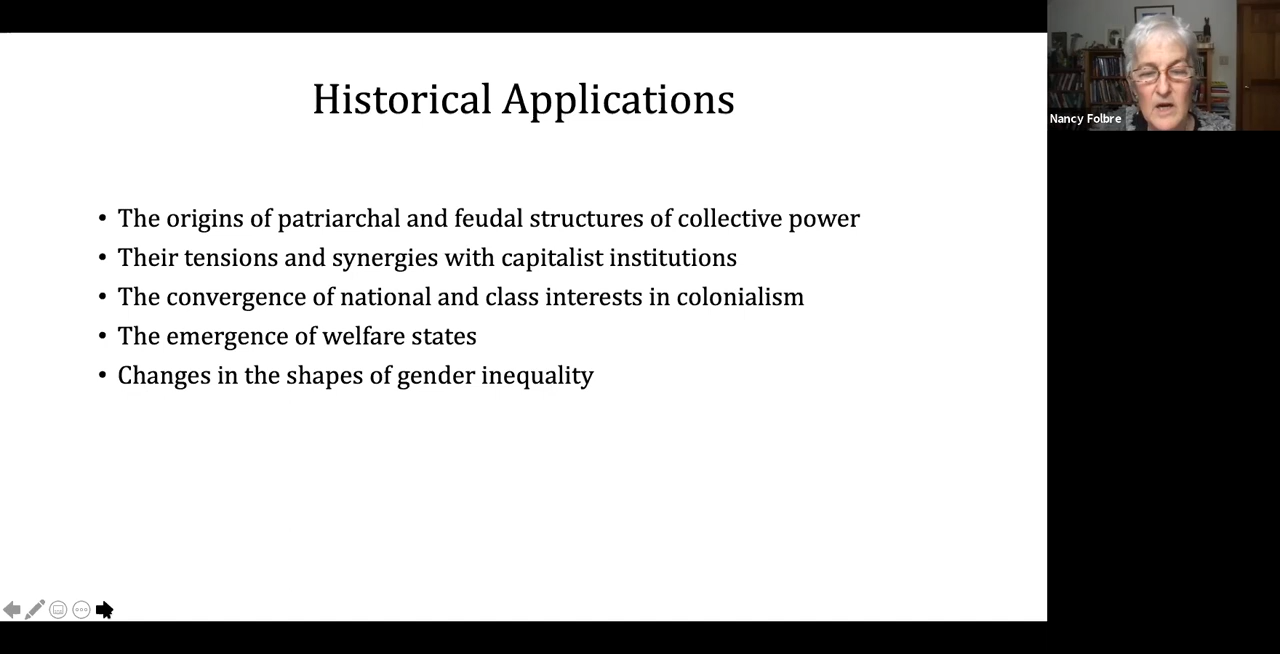 Historical Applications
• The origins of patriarchal and feudal structures of collective power
• Their tensions and synergies with capitalist institutions
• The convergence of national and class interests in colonialism
• The emergence of welfare states
• Changes in the shapes of gender inequality
Nancy Folbre